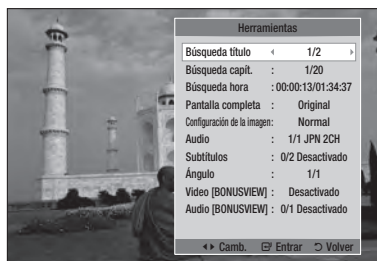 Herramientas
Búsqueda título ◄ 1/2 ►
Búsqueda capít. : 1/20
Búsqueda hora : 00:00:13/01:34:37
Pantalla completa : Original
Configuración de la imagen: Normal
Audio : 1/1 JPN 2CH
Subtítulos : 0/2 Desactivado
Ángulo : 1/1
Video [BONUSVIEW] : Desactivado
Audio [BONUSVIEW] : 0/1 Desactivado
◄► Camb. Entrar Volver